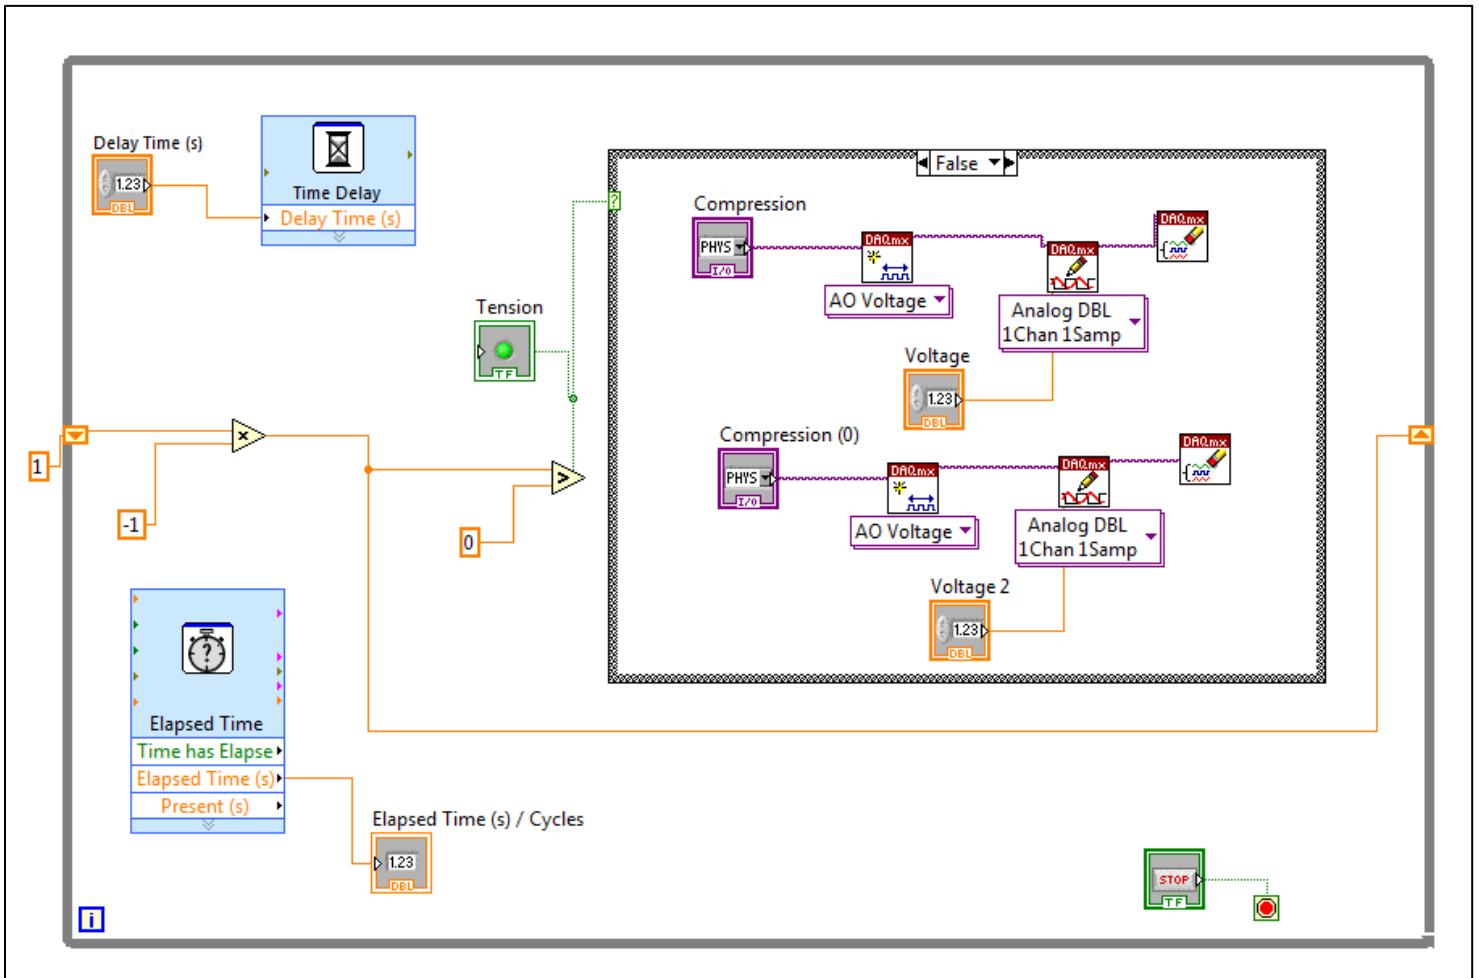 Delay Time (s)
1.23
DBL
Time Delay
Delay Time (s)
False
?
Compression
PHYS
I/O
DAQmx
AO Voltage
DAQmx
Analog DBL
1Chan 1Samp
DAQmx
Tension
TF
Voltage
1.23
DBL
1
x
-1
>
0
Compression (0)
PHYS
I/O
DAQmx
AO Voltage
DAQmx
Analog DBL
1Chan 1Samp
DAQmx
Voltage 2
1.23
DBL
?
Elapsed Time
Time has Elapse
Elapsed Time (s)
Present (s)
Elapsed Time (s) / Cycles
1.23
DBL
STOP
TF
i